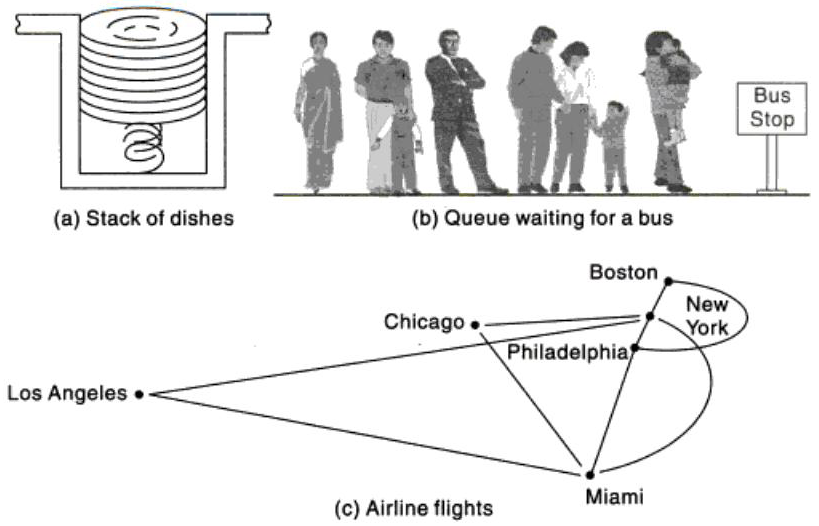 Bus
Stop
(a) Stack of dishes
(b) Queue waiting for a bus
Boston
New
York
Chicago
Philadelphia
Los Angeles
Miami
(c) Airline flights